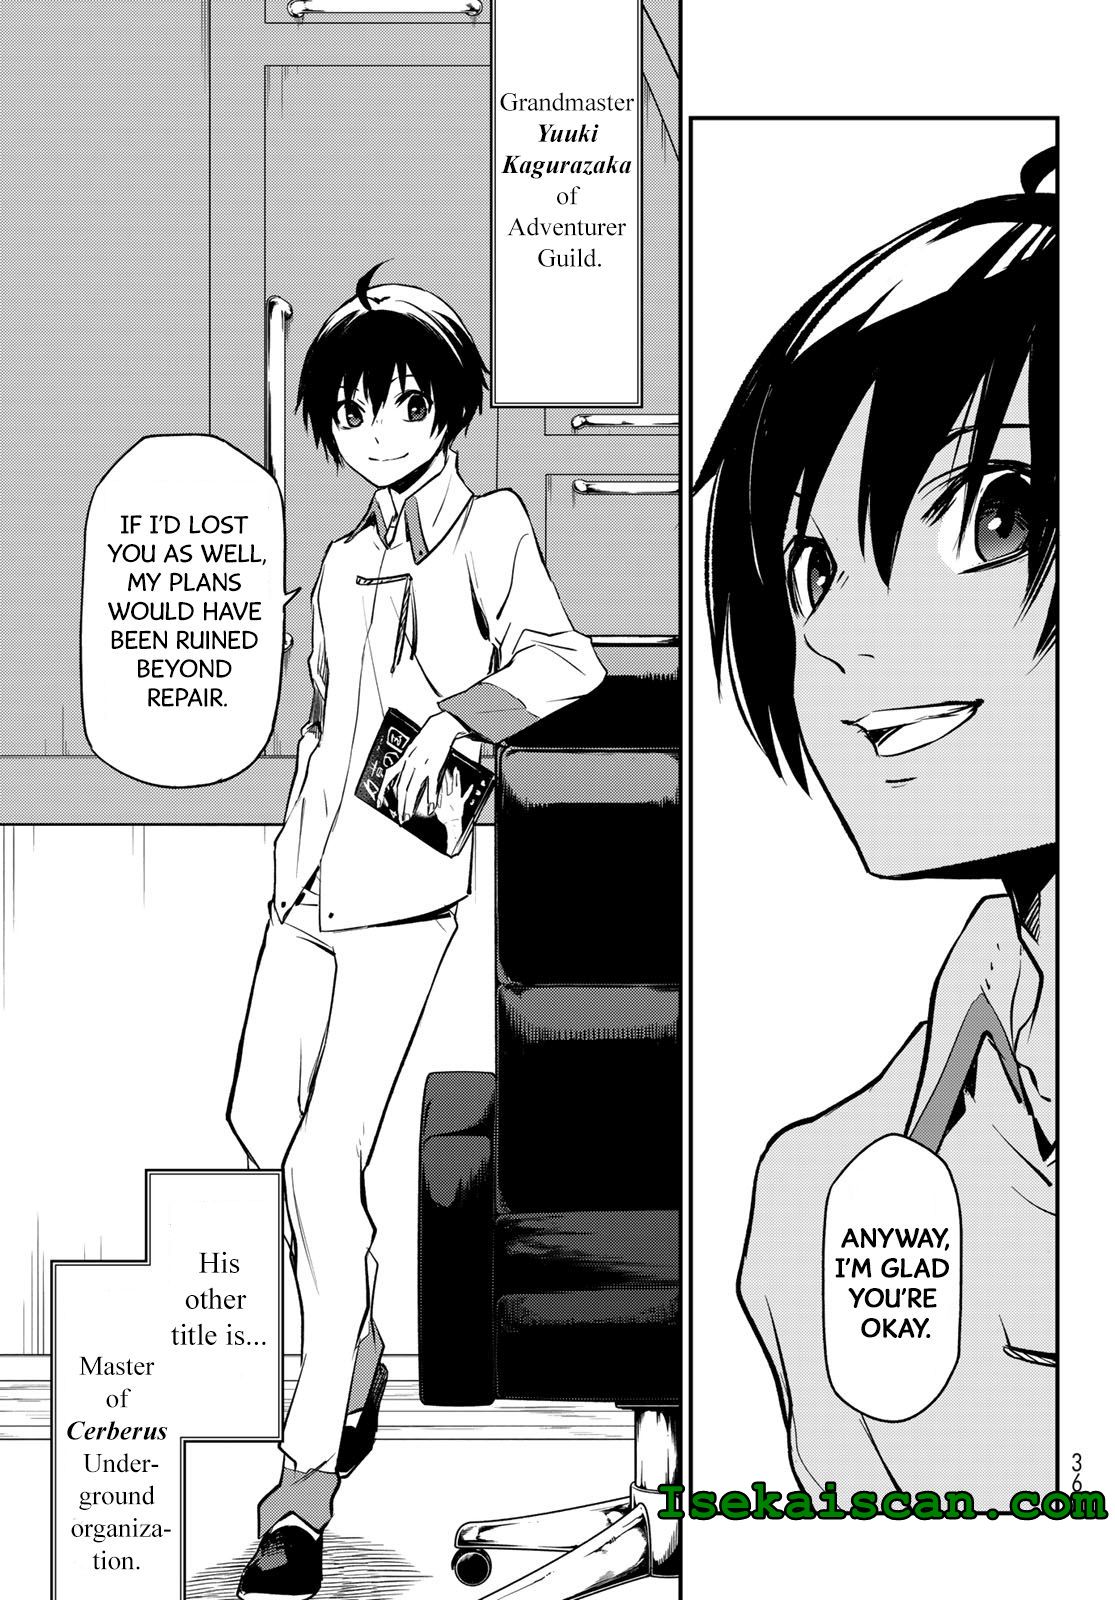 ANYWAY,
I'M GLAD
YOU'RE
OKAY.
Grandmaster
Yuuki
Kagurazaka
of
Adventurer
Guild.
IF I'D LOST
YOU AS WELL,
MY PLANS
WOULD HAVE
BEEN RUINED
BEYOND
REPAIR.
His
other
title is...
Master
of
Cerberus
Under-
ground
organiza-
tion.
36
Isekaiscan.com